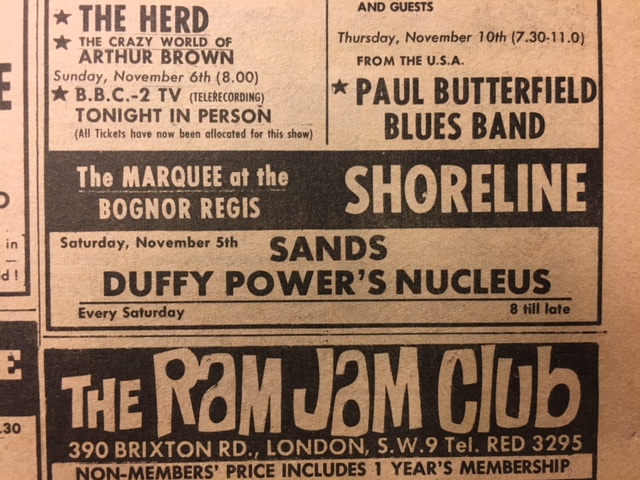 THE HERD
THE CRAZY WORLD OF
ARTHUR BROWN
Sunday, November 6th (8.00)
B.B.C.-2 TV (TELERECORDING)
TONIGHT IN PERSON
(All Tickets have now been allocated for this show)
AND GUESTS
Thursday, November 10th (7.30-11.0)
FROM THE U.S.A.
PAUL BUTTERFIELD
BLUES BAND
The MARQUEE at the
BOGNOR REGIS
SHORELINE
Saturday, November 5th
SANDS
DUFFY POWER'S NUCLEUS
Every Saturday
8 till late
THE RAM JAM CLUB
390 BRIXTON RD., LONDON, S.W.9 Tel. RED 3295
NON-MEMBERS' PRICE INCLUDES 1 YEAR'S MEMBERSHIP
in
d!
E
.30